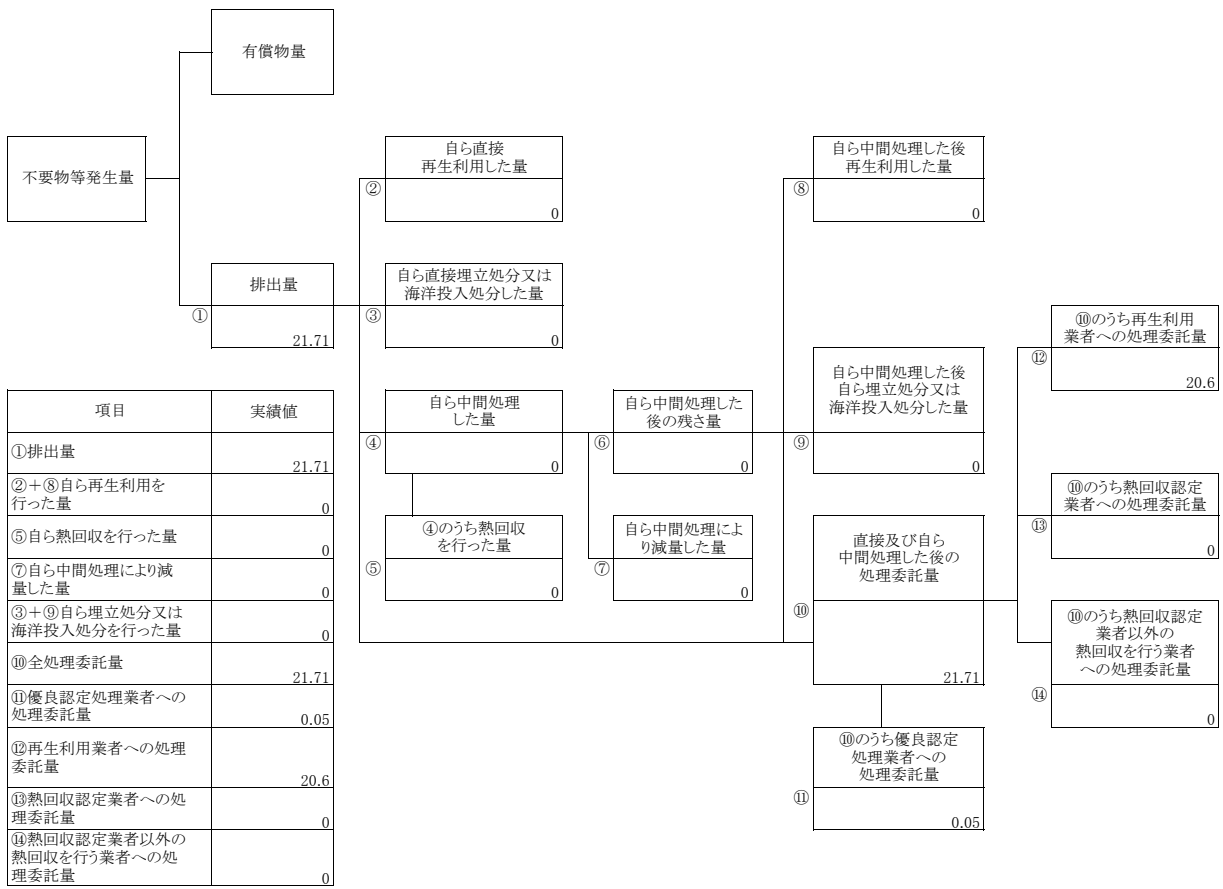 有償物量
不要物等発生量
自ら直接
再生利用した量
②
0
自ら中間処理した後
再生利用した量
⑧
0
排出量
①
21.71
自ら直接埋立処分又は
海洋投入処分した量
③
0
⑩のうち再生利用
業者への処理委託量
⑫
20.6
自ら中間処理
した量
④
0
自ら中間処理した
後の残さ量
⑥
0
自ら中間処理した後
自ら埋立処分又は
海洋投入処分した量
⑨
0
⑩のうち熱回収認定
業者への処理委託量
⑬
0
④のうち熱回収
を行った量
⑤
0
自ら中間処理によ
り減量した量
⑦
0
直接及び自ら
中間処理した後の
処理委託量
⑩
21.71
⑩のうち熱回収認定
業者以外の
熱回収を行う業者
への処理委託量
⑭
0
⑩のうち優良認定
処理業者への
処理委託量
⑪
0.05
項目 実績値
①排出量
21.71
②+⑧自ら再生利用を
行った量
0
⑤自ら熱回収を行った量
0
⑦自ら中間処理により減
量した量
0
③+⑨自ら埋立処分又は
海洋投入処分を行った量
0
⑩全処理委託量
21.71
⑪優良認定処理業者への
処理委託量
0.05
⑫再生利用業者への処理
委託量
20.6
⑬熱回収認定業者への処
理委託量
0
⑭熱回収認定業者以外の
熱回収を行う業者への処
理委託量
0